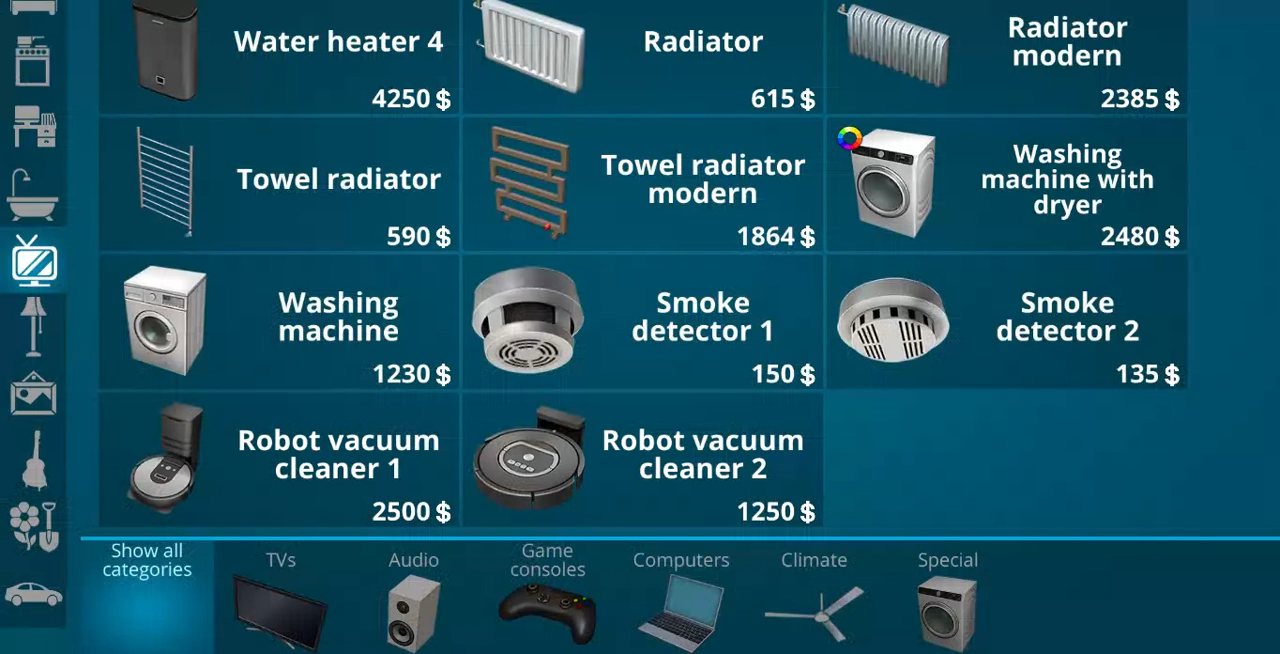 Water heater 4
4250 $
Radiator
615 $
Radiator
modern
2385 $
Towel radiator
590 $
Towel radiator
modern
1864 $
Washing
machine with
dryer
2480 $
Washing
machine
1230 $
Smoke
detector 1
150 $
Smoke
detector 2
135 $
Robot vacuum
cleaner 1
2500 $
Robot vacuum
cleaner 2
1250 $
Show all
categories
TVs
Audio
Game
consoles
Computers
Climate
Special